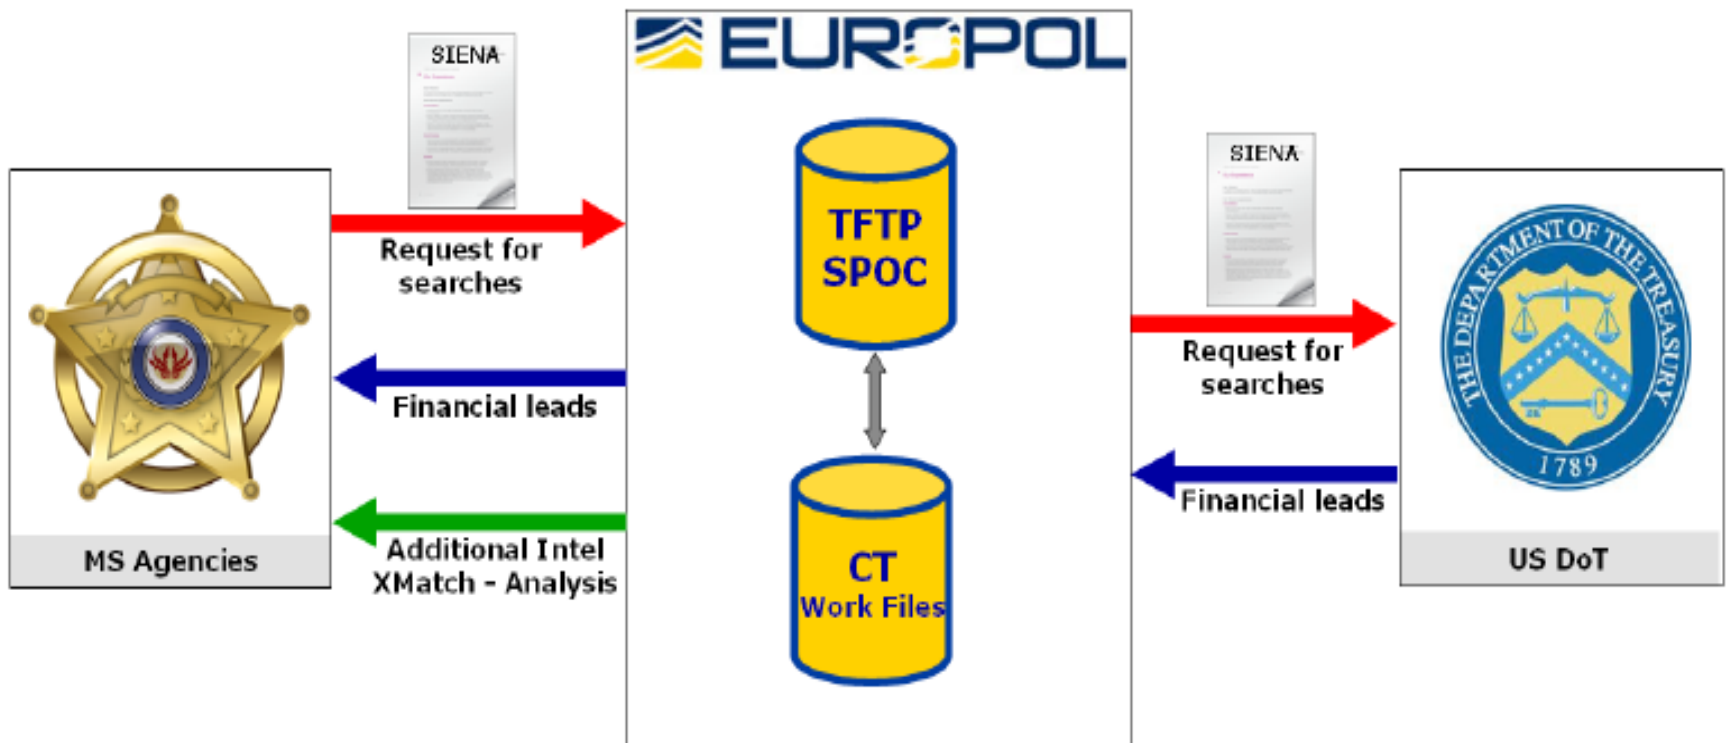 EUROPOL
SIENA
Request for
searches
Financial leads
Additional Intel
XMatch - Analysis
MS Agencies
TFTP
SPOC
CT
Work Files
SIENA
Request for
searches
Financial leads
THE DEPARTMENT OF THE TREASURY
1789
US DoT